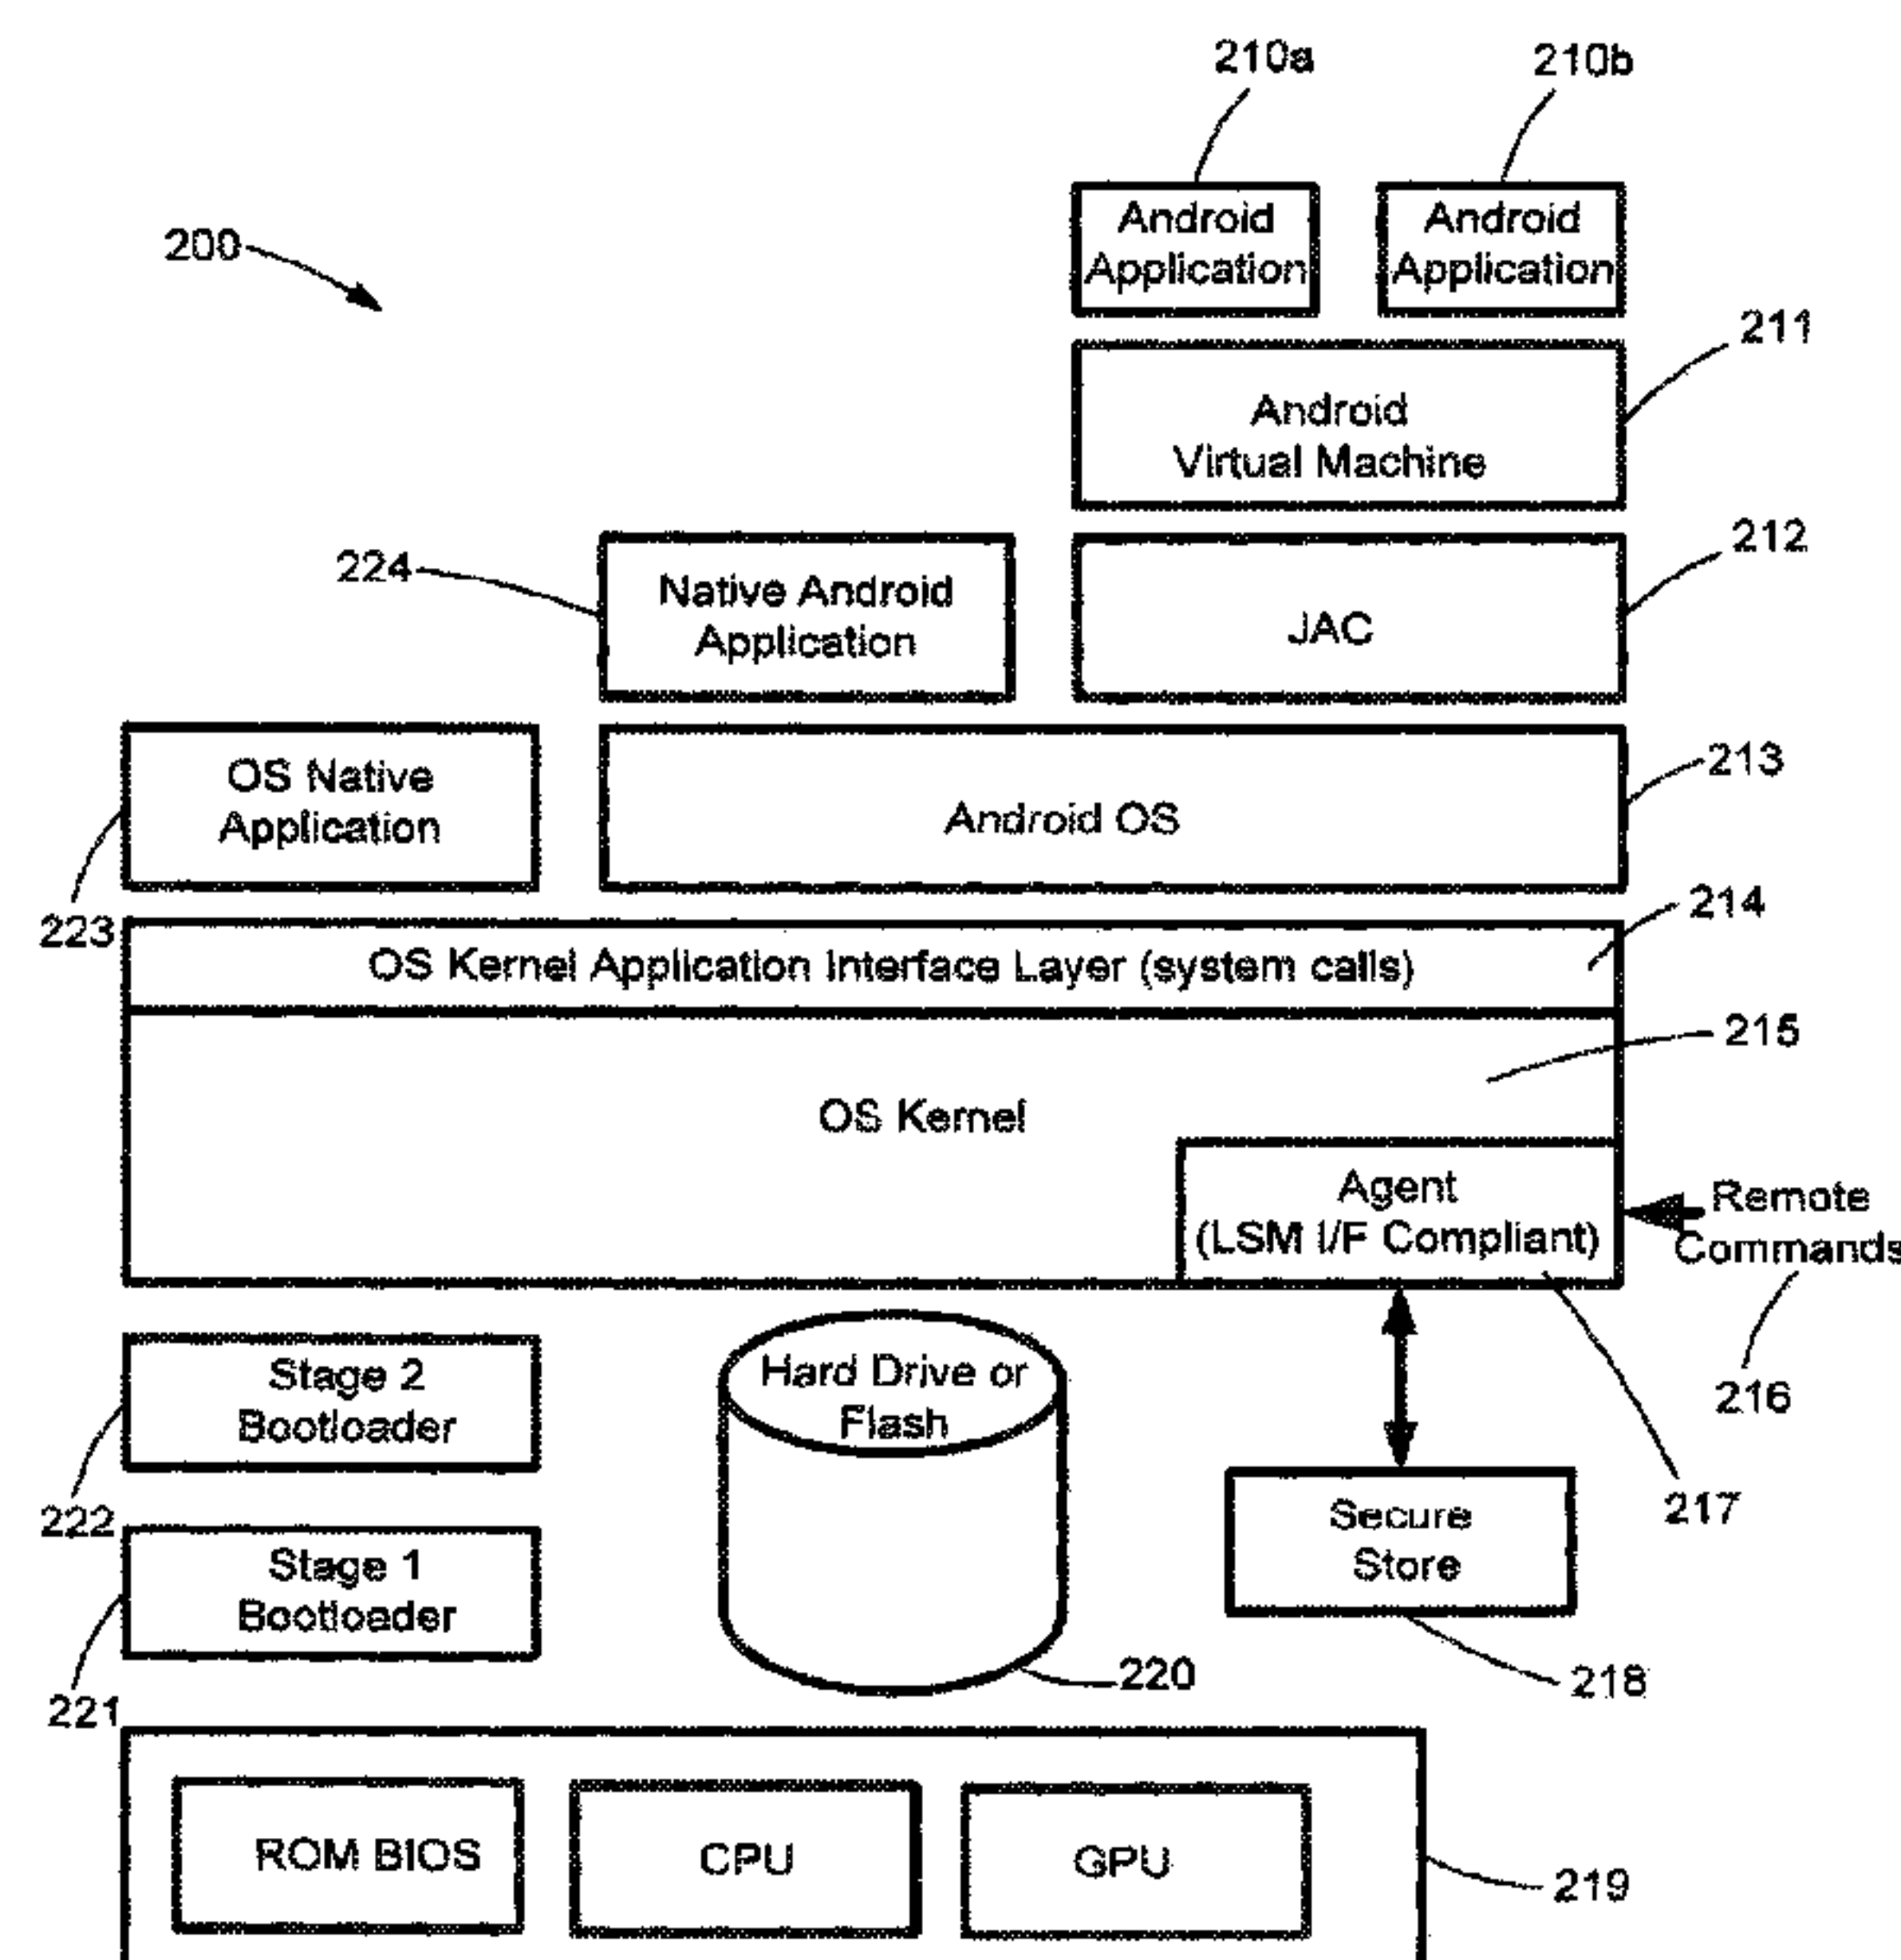 210a
210b
Android
Application
Android
Application
200
211
Android
Virtual Machine
212
224
Native Android
Application
JAC
213
OS Native
Application
Android OS
223
214
OS Kernel Application Interface Layer (system calls)
215
OS Kernel
Agent
(LSM I/F Compliant)
Remote
Commands
216
Stage 2
Bootloader
Hard Drive or
Flash
222
217
Secure
Store
Stage 1
Bootloader
220
218
221
ROM BIOS
CPU
GPU
219